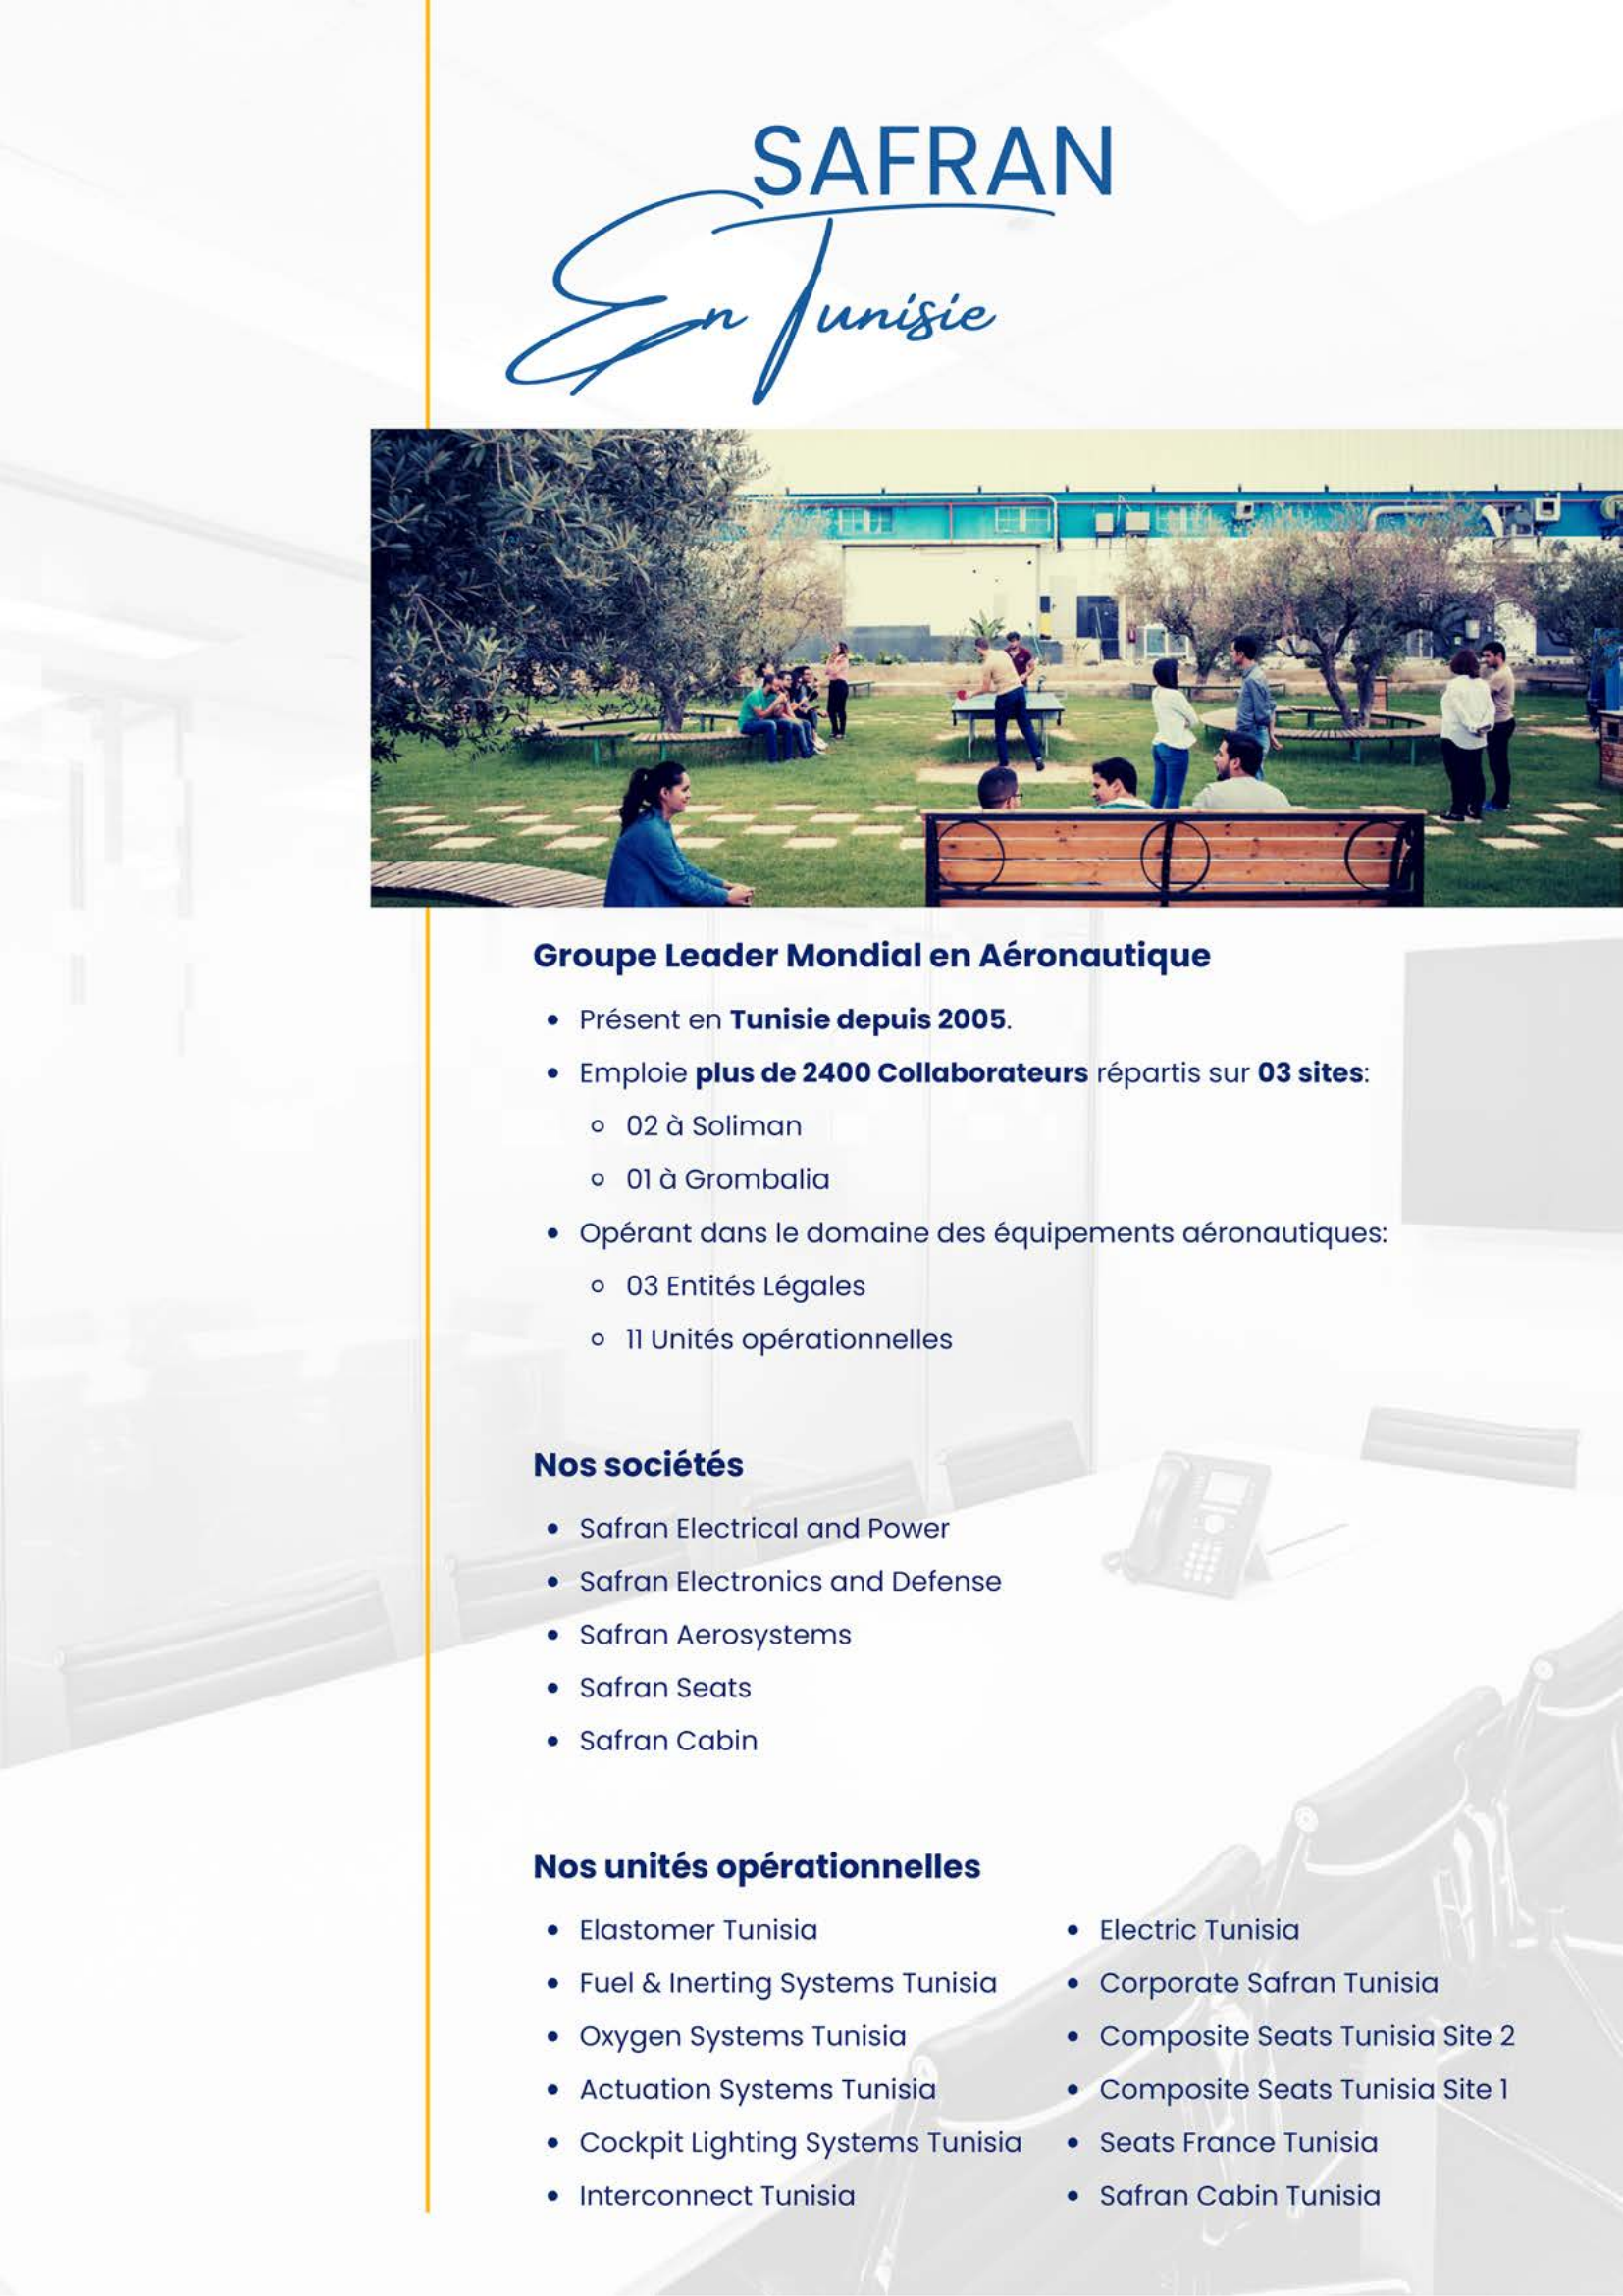 SAFRAN
En Tunisie
Groupe Leader Mondial en Aéronautique
• Présent en Tunisie depuis 2005.
• Emploie plus de 2400 Collaborateurs répartis sur 03 sites:
o 02 à Soliman
o 01 à Grombalia
• Opérant dans le domaine des équipements aéronautiques:
o 03 Entités Légales
o 11 Unités opérationnelles
Nos sociétés
• Safran Electrical and Power
• Safran Electronics and Defense
• Safran Aerosystems
• Safran Seats
• Safran Cabin
Nos unités opérationnelles
• Elastomer Tunisia
• Fuel & Inerting Systems Tunisia
• Oxygen Systems Tunisia
• Actuation Systems Tunisia
• Cockpit Lighting Systems Tunisia
• Interconnect Tunisia
• Electric Tunisia
• Corporate Safran Tunisia
• Composite Seats Tunisia Site 2
• Composite Seats Tunisia Site 1
• Seats France Tunisia
• Safran Cabin Tunisia